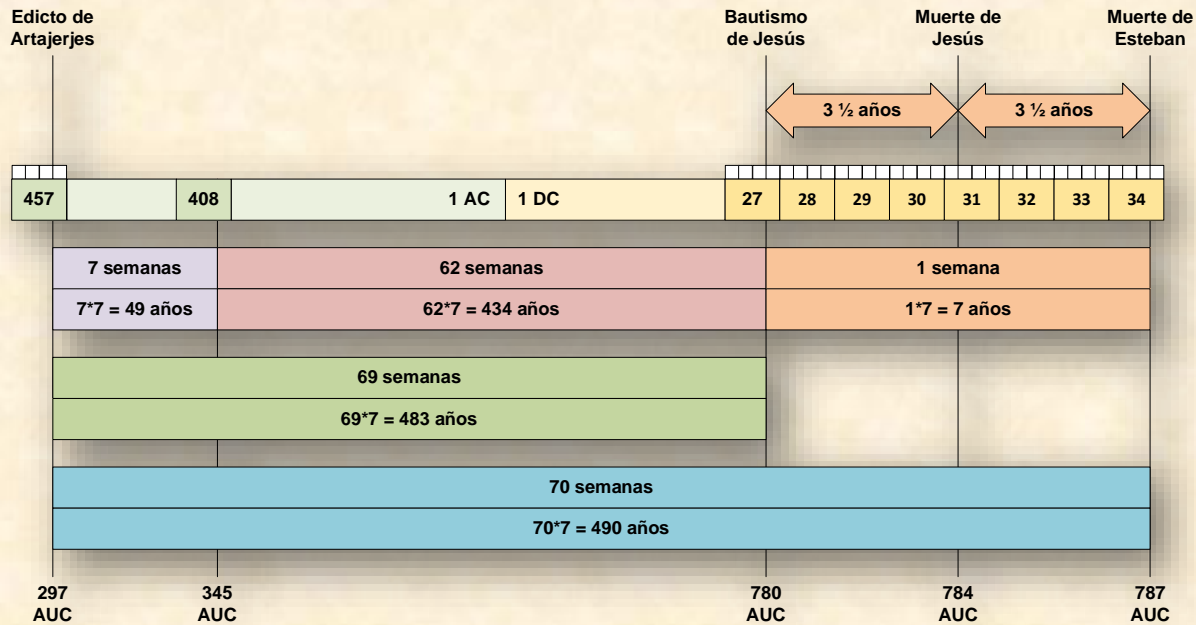 Edicto de
Artajerjes
Bautismo
de Jesús
Muerte de
Jesús
Muerte de
Esteban
3 ½ años
3 ½ años
457
408
1 AC
1 DC
27
28
29
30
31
32
33
34
7 semanas
62 semanas
1 semana
7*7 = 49 años
62*7 = 434 años
1*7 = 7 años
69 semanas
69*7 = 483 años
70 semanas
70*7 = 490 años
297
AUC
345
AUC
780
AUC
784
AUC
787
AUC